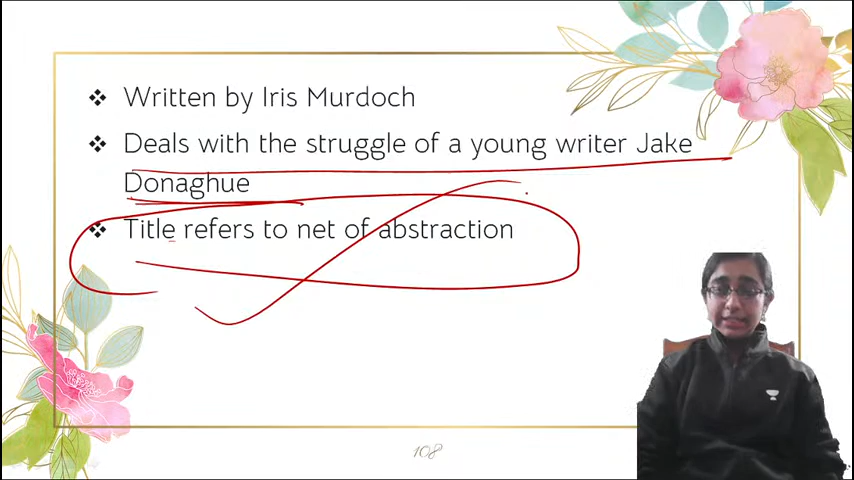 ❖ Written by Iris Murdoch
❖ Deals with the struggle of a young writer Jake
Donaghue
❖ Title refers to net of abstraction
108